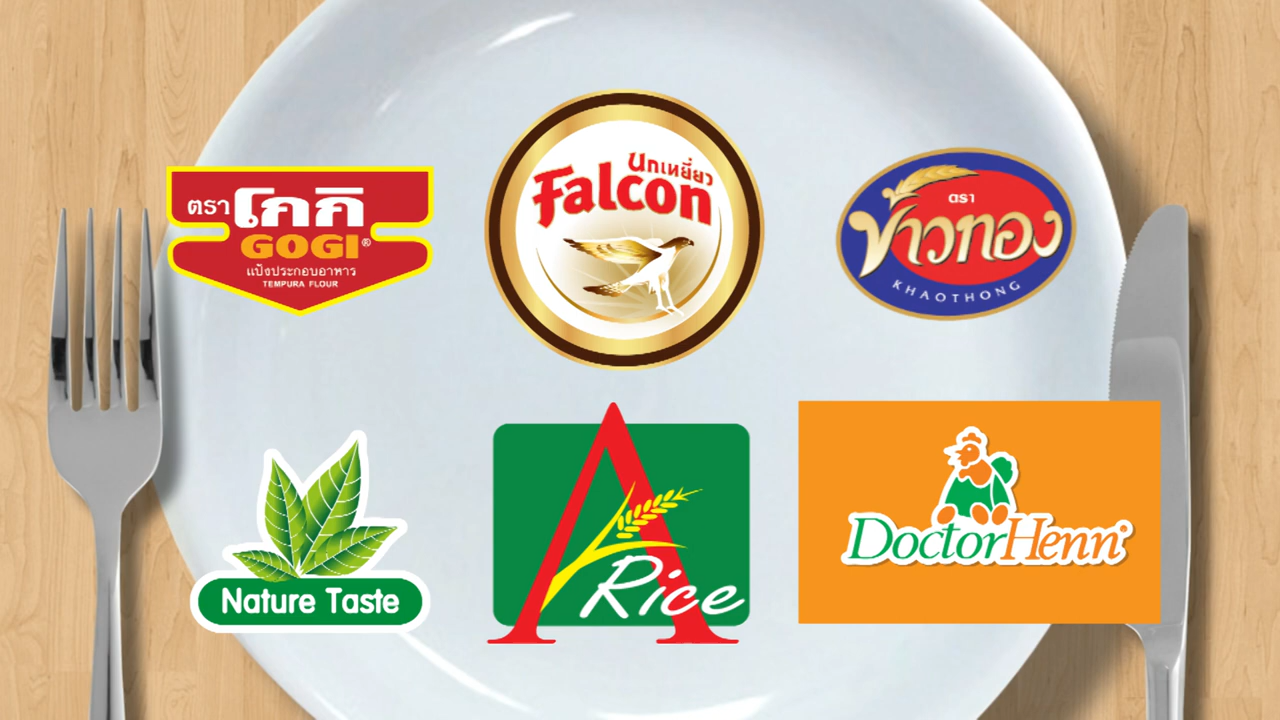 ตรา โกกิ
GOGI®
แป้งประกอบอาหาร
TEMPURA FLOUR
นกเหยี่ยว
Falcon
ตรา
ข้าวทอง
KHAOTHONG
Nature Taste
A Rice
DoctorHenn